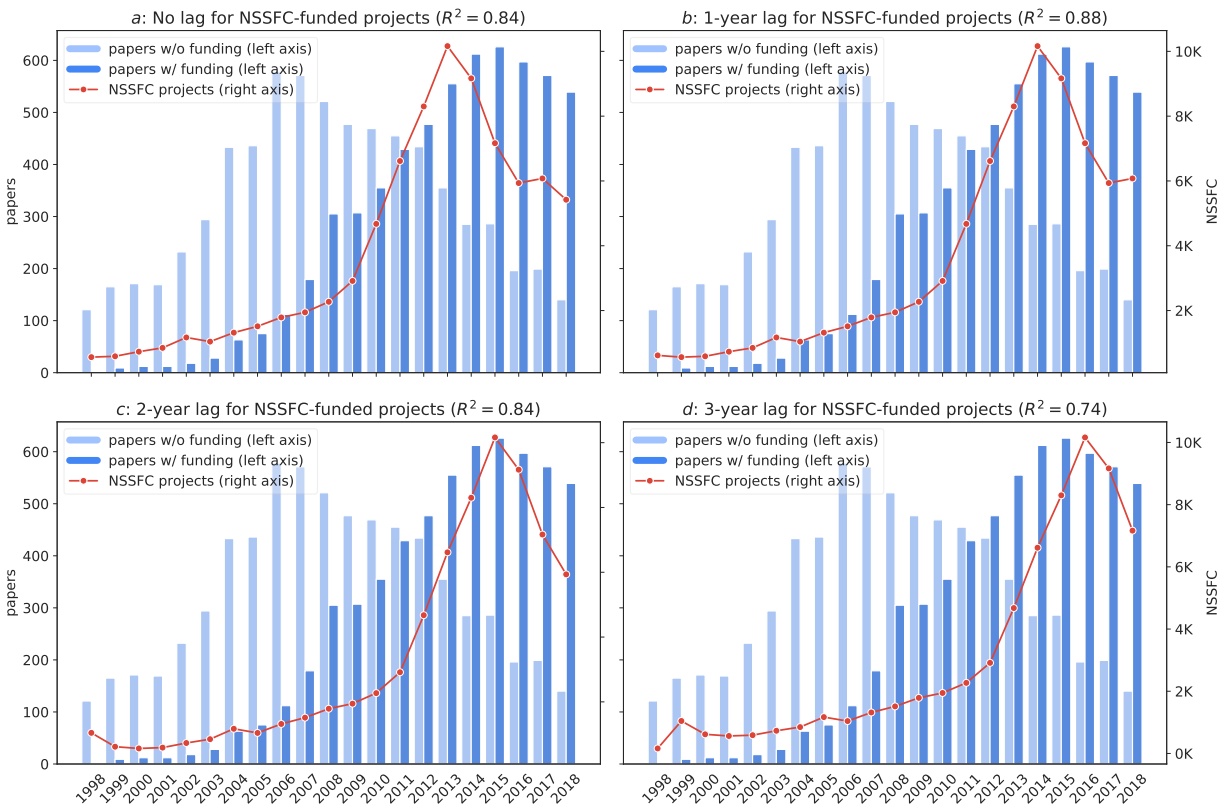 a: No lag for NSSFC-funded projects (R² = 0.84)
b: 1-year lag for NSSFC-funded projects (R² = 0.88)
papers w/o funding (left axis)
papers w/ funding (left axis)
NSSFC projects (right axis)
600
500
400
300
200
100
0
papers
papers w/o funding (left axis)
papers w/ funding (left axis)
NSSFC projects (right axis)
10K
8K
6K
4K
2K
NSSFC
c: 2-year lag for NSSFC-funded projects (R² = 0.84)
d: 3-year lag for NSSFC-funded projects (R² = 0.74)
papers w/o funding (left axis)
papers w/ funding (left axis)
NSSFC projects (right axis)
600
500
400
300
200
100
0
papers
1998 1999 2000 2001 2002 2003 2004 2005 2006 2007 2008 2009 2010 2011 2012 2013 2014 2015 2016 2017 2018
papers w/o funding (left axis)
papers w/ funding (left axis)
NSSFC projects (right axis)
10K
8K
6K
4K
2K
0K
NSSFC
1998 1999 2000 2001 2002 2003 2004 2005 2006 2007 2008 2009 2010 2011 2012 2013 2014 2015 2016 2017 2018